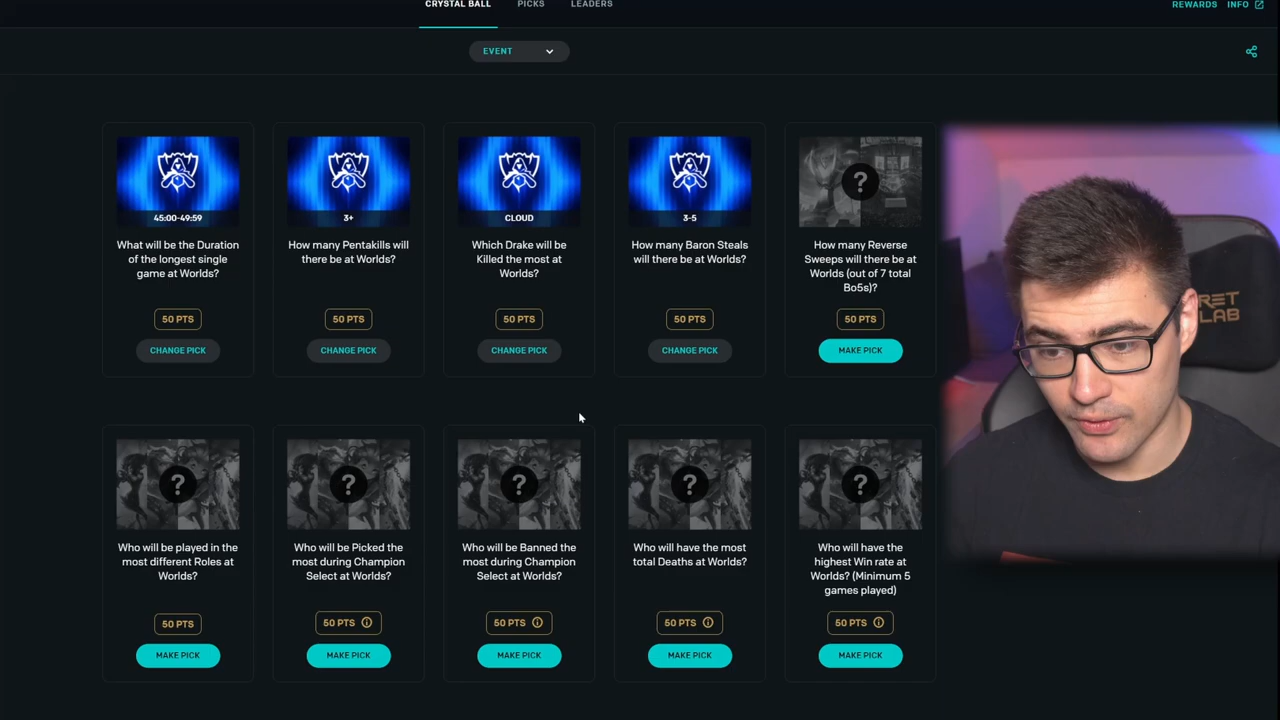 CRYSTAL BALL
PICKS
LEADERS
REWARDS
INFO
EVENT
45:00-49:59
What will be the Duration
of the longest single
game at Worlds?
50 PTS
CHANGE PICK
3+
How many Pentakills will
there be at Worlds?
50 PTS
CHANGE PICK
CLOUD
Which Drake will be
Killed the most at
Worlds?
50 PTS
CHANGE PICK
3-5
How many Baron Steals
will there be at Worlds?
50 PTS
CHANGE PICK
?
How many Reverse
Sweeps will there be at
Worlds (out of 7 total
Bo5s)?
50 PTS
MAKE PICK
?
Who will be played in the
most different Roles at
Worlds?
50 PTS
MAKE PICK
?
Who will be Picked the
most during Champion
Select at Worlds?
50 PTS
MAKE PICK
?
Who will be Banned the
most during Champion
Select at Worlds?
50 PTS
MAKE PICK
?
Who will have the most
total Deaths at Worlds?
50 PTS
MAKE PICK
?
Who will have the
highest Win rate at
Worlds? (Minimum 5
games played)
50 PTS
MAKE PICK
RET
LAB